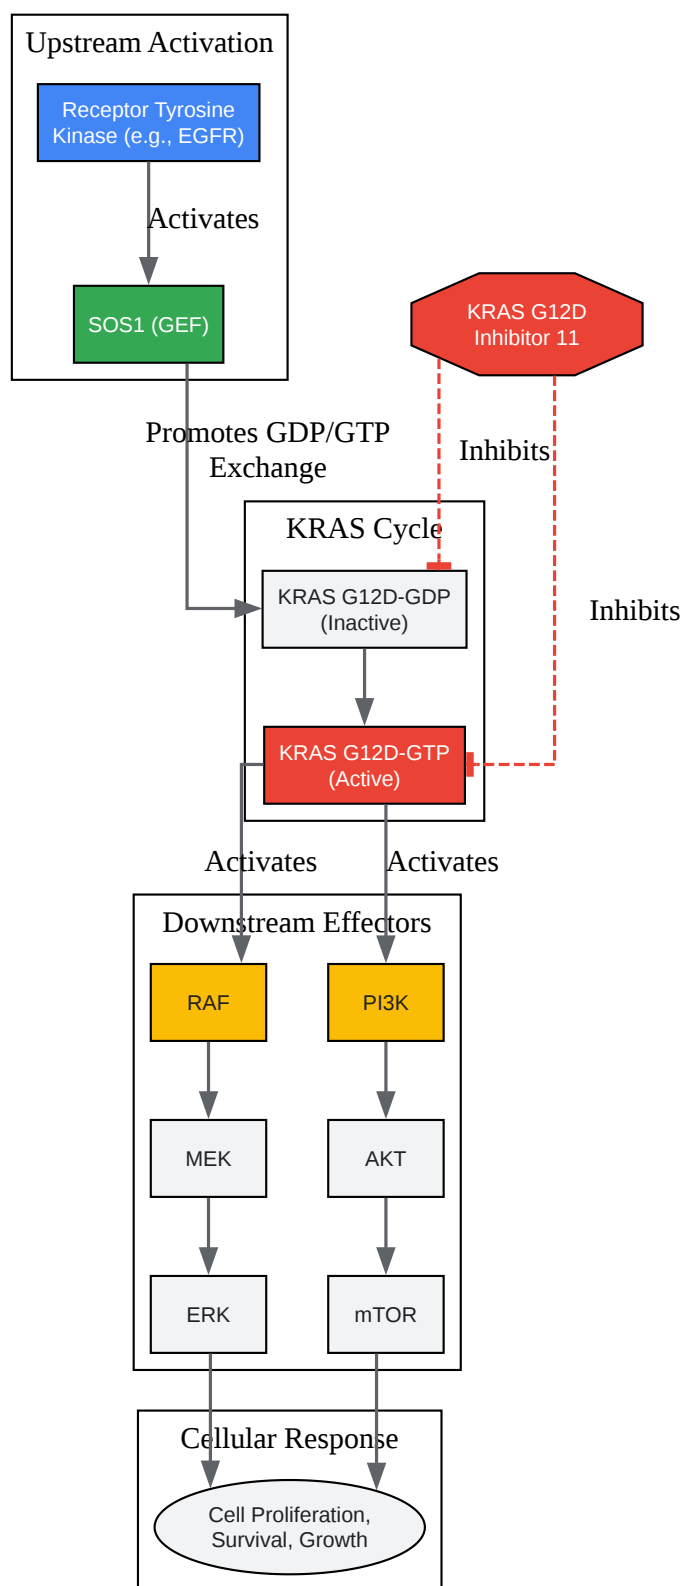 Upstream Activation
Receptor Tyrosine
Kinase (e.g., EGFR)
Activates
SOS1 (GEF)
KRAS G12D
Inhibitor 11
Promotes GDP/GTP
Exchange
Inhibits
KRAS Cycle
KRAS G12D-GDP
(Inactive)
Inhibits
KRAS G12D-GTP
(Active)
Activates
Activates
Downstream Effectors
RAF
PI3K
MEK
AKT
ERK
mTOR
Cellular Response
Cell Proliferation,
Survival, Growth